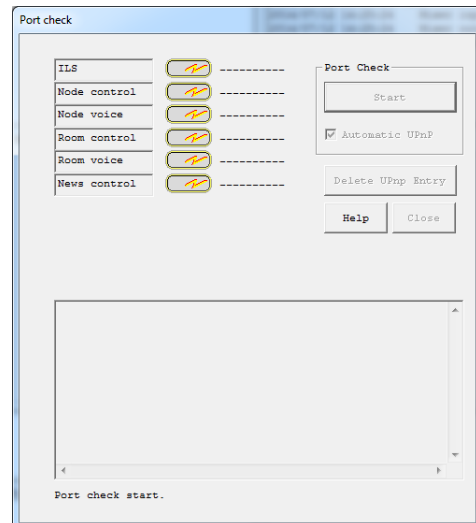 Port check
ILS ----------
Node control ----------
Node voice ----------
Room control ----------
Room voice ----------
News control ----------
Port Check
Start
Automatic UPnP
Delete UPnp Entry
Help Close
Port check start.